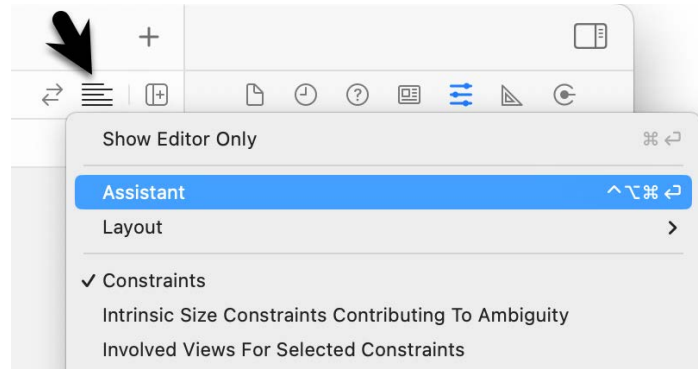 Show Editor Only ⌘ ↩
Assistant ^⌥⌘ ↩
Layout
Constraints
Intrinsic Size Constraints Contributing To Ambiguity
Involved Views For Selected Constraints